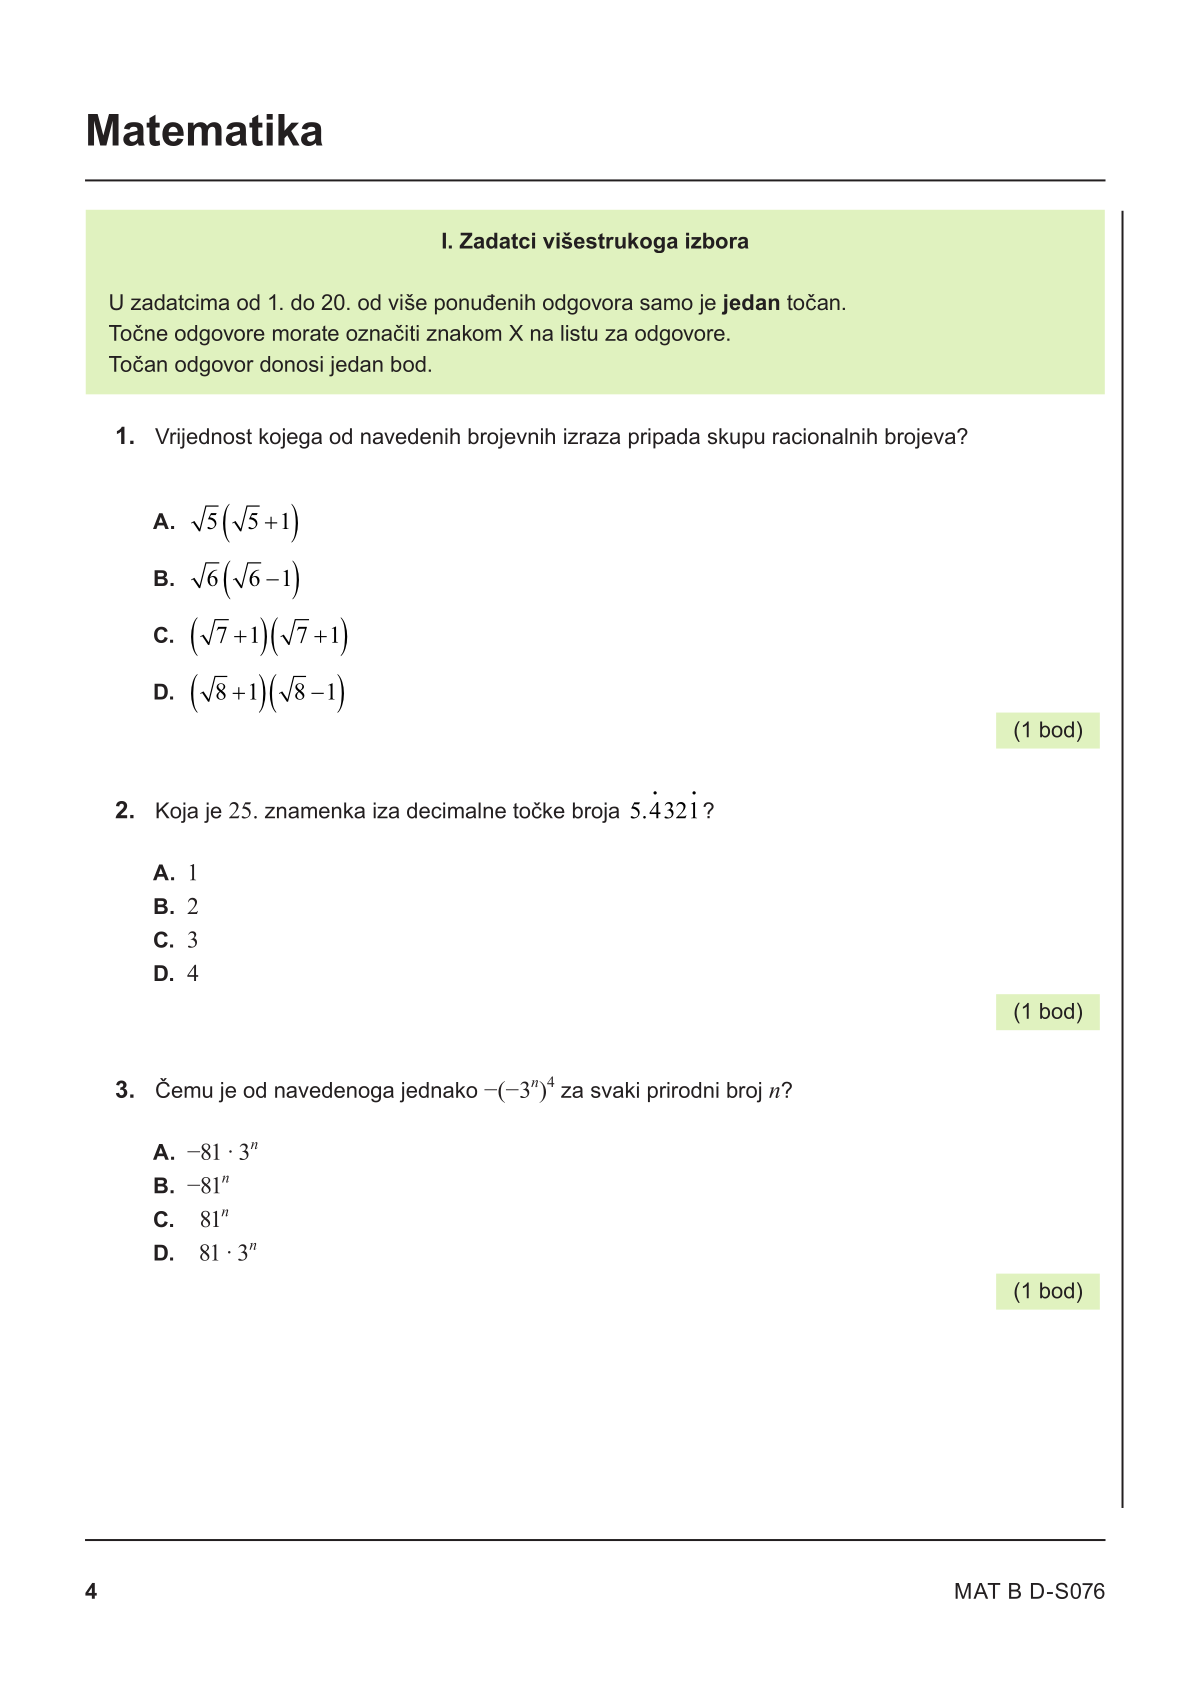 Matematika
I. Zadatci višestrukoga izbora
U zadatcima od 1. do 20. od više ponuđenih odgovora samo je jedan točan.
Točne odgovore morate označiti znakom X na listu za odgovore.
Točan odgovor donosi jedan bod.
1. Vrijednost kojega od navedenih brojevnih izraza pripada skupu racionalnih brojeva?
A. √5(√5+1)
B. √6(√6−1)
C. (√7+1)(√7+1)
D. (√8+1)(√8−1)
(1 bod)
2. Koja je 25. znamenka iza decimalne točke broja 5.4̇321̇?
A. 1
B. 2
C. 3
D. 4
(1 bod)
3. Čemu je od navedenoga jednako −(−3ⁿ)⁴ za svaki prirodni broj n?
A. −81 · 3ⁿ
B. −81ⁿ
C. 81ⁿ
D. 81 · 3ⁿ
(1 bod)
4 MAT B D-S076